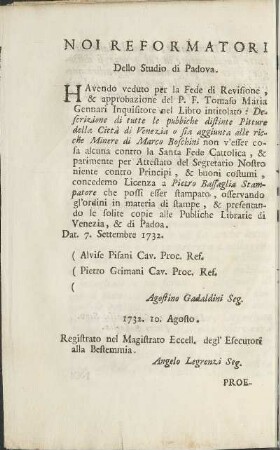 NOI REFORMATORI
Dello Studio di Padova.
HAvendo veduto per la Fede di Revisione,
& approbazione del P. F. Tomaso Maria
Gennari Inquisitore nel Libro intitolato: De-
scrizione di tutte le pubbiche distinte Pitture
della Città di Venezia o sia aggiunta alle ric-
che Minere di Marco Boschini non v'esser co-
sa alcuna contro la Santa Fede Cattolica, &
parimente per Attestato del Segretario Nostro
niente contro Principi, & buoni costumi,
concedemo Licenza a Pietro Bassaglia Stam-
patore che possi esser stampato, osservando
gl'ordini in materia di stampe, & presentan-
do le solite copie alle Publiche Librarie di
Venezia, & di Padoa.
Dat. 7. Settembre 1732.
( Alvise Pisani Cav. Proc. Ref.
( Pietro Grimani Cav. Proc. Ref.
(
Agostino Gadaldini Seg.
1732. 10. Agosto.
Registrato nel Magistrato Eccell. degl' Esecutori
alla Bestemmia.
Angelo Legrenzi Seg.
PROE-